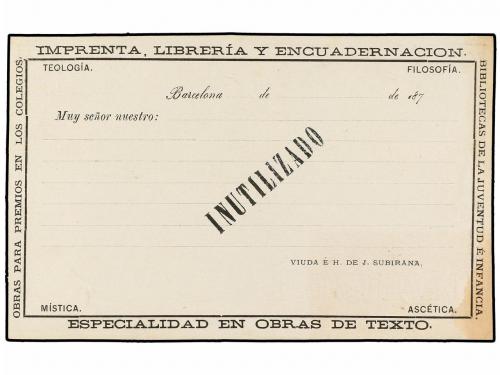 IMPRENTA, LIBRERÍA Y ENCUADERNACION.
TEOLOGÍA. FILOSOFÍA.
OBRAS PARA PREMIOS EN LOS COLEGIOS.
BIBLIOTECAS DE LA JUVENTUD É INFANCIA.
Barcelona de de 187
Muy señor nuestro:
INUTILIZADO
VIUDA É H. DE J. SUBIRANA,
MÍSTICA. ASCÉTICA.
ESPECIALIDAD EN OBRAS DE TEXTO.